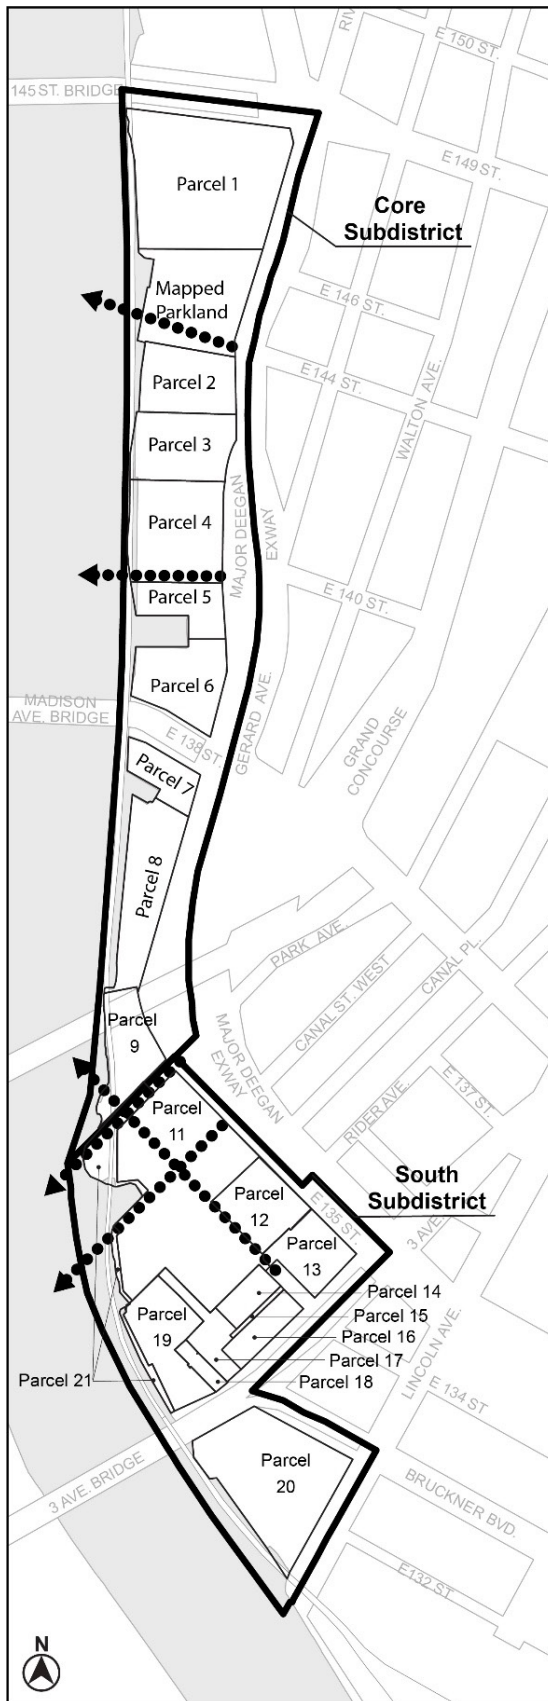 E 150 ST.
RIV
145 ST. BRIDGE
E 149 ST.
Parcel 1
Core
Subdistrict
Mapped
Parkland
E 146 ST.
E 144 ST.
WALTON AVE.
Parcel 2
Parcel 3
Parcel 4
MAJOR DEEGAN
EXWAY
Parcel 5
E 140 ST.
Parcel 6
MADISON
AVE. BRIDGE
E 138 ST.
GERARD AVE.
GRAND
CONCOURSE
Parcel 7
Parcel 8
PARK AVE.
CANAL ST. WEST
CANAL PL.
Parcel
9
MAJOR DEEGAN
EXWAY
RIDER AVE.
E 137 ST.
Parcel
11
South
Subdistrict
Parcel
12
E 135 ST.
3 AVE.
Parcel
13
Parcel 14
Parcel 15
Parcel 16
Parcel 17
Parcel 18
Parcel
19
Parcel 21
LINCOLN AVE.
E 134 ST
3 AVE. BRIDGE
Parcel
20
BRUCKNER BVD.
E132 ST
N